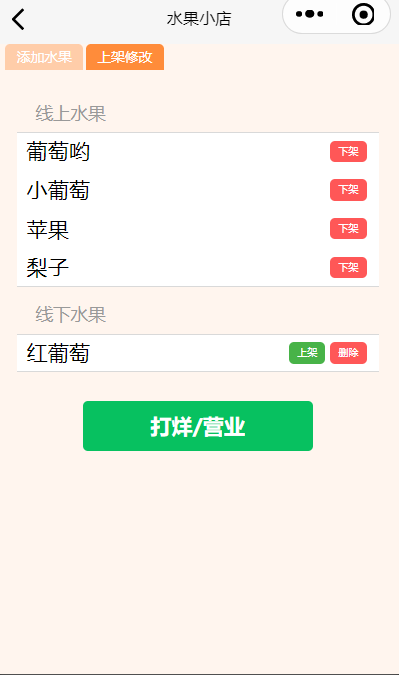 水果小店
添加水果 上架修改
线上水果
葡萄哟 下架
小葡萄 下架
苹果 下架
梨子 下架
线下水果
红葡萄 上架 删除
打烊/营业